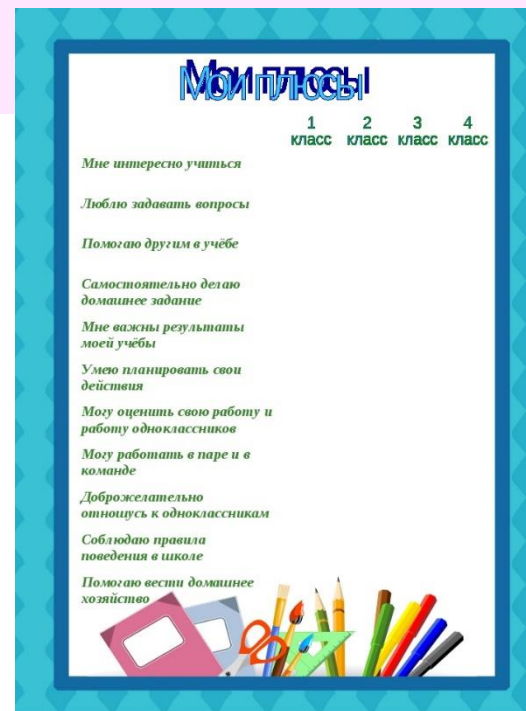 Мои плюсы
1 2 3 4
класс класс класс класс
Мне интересно учиться
Люблю задавать вопросы
Помогаю другим в учёбе
Самостоятельно делаю
домашнее задание
Мне важны результаты
моей учёбы
Умею планировать свои
действия
Могу оценить свою работу и
работу одноклассников
Могу работать в паре и в
команде
Доброжелательно
отношусь к одноклассникам
Соблюдаю правила
поведения в школе
Помогаю вести домашнее
хозяйство